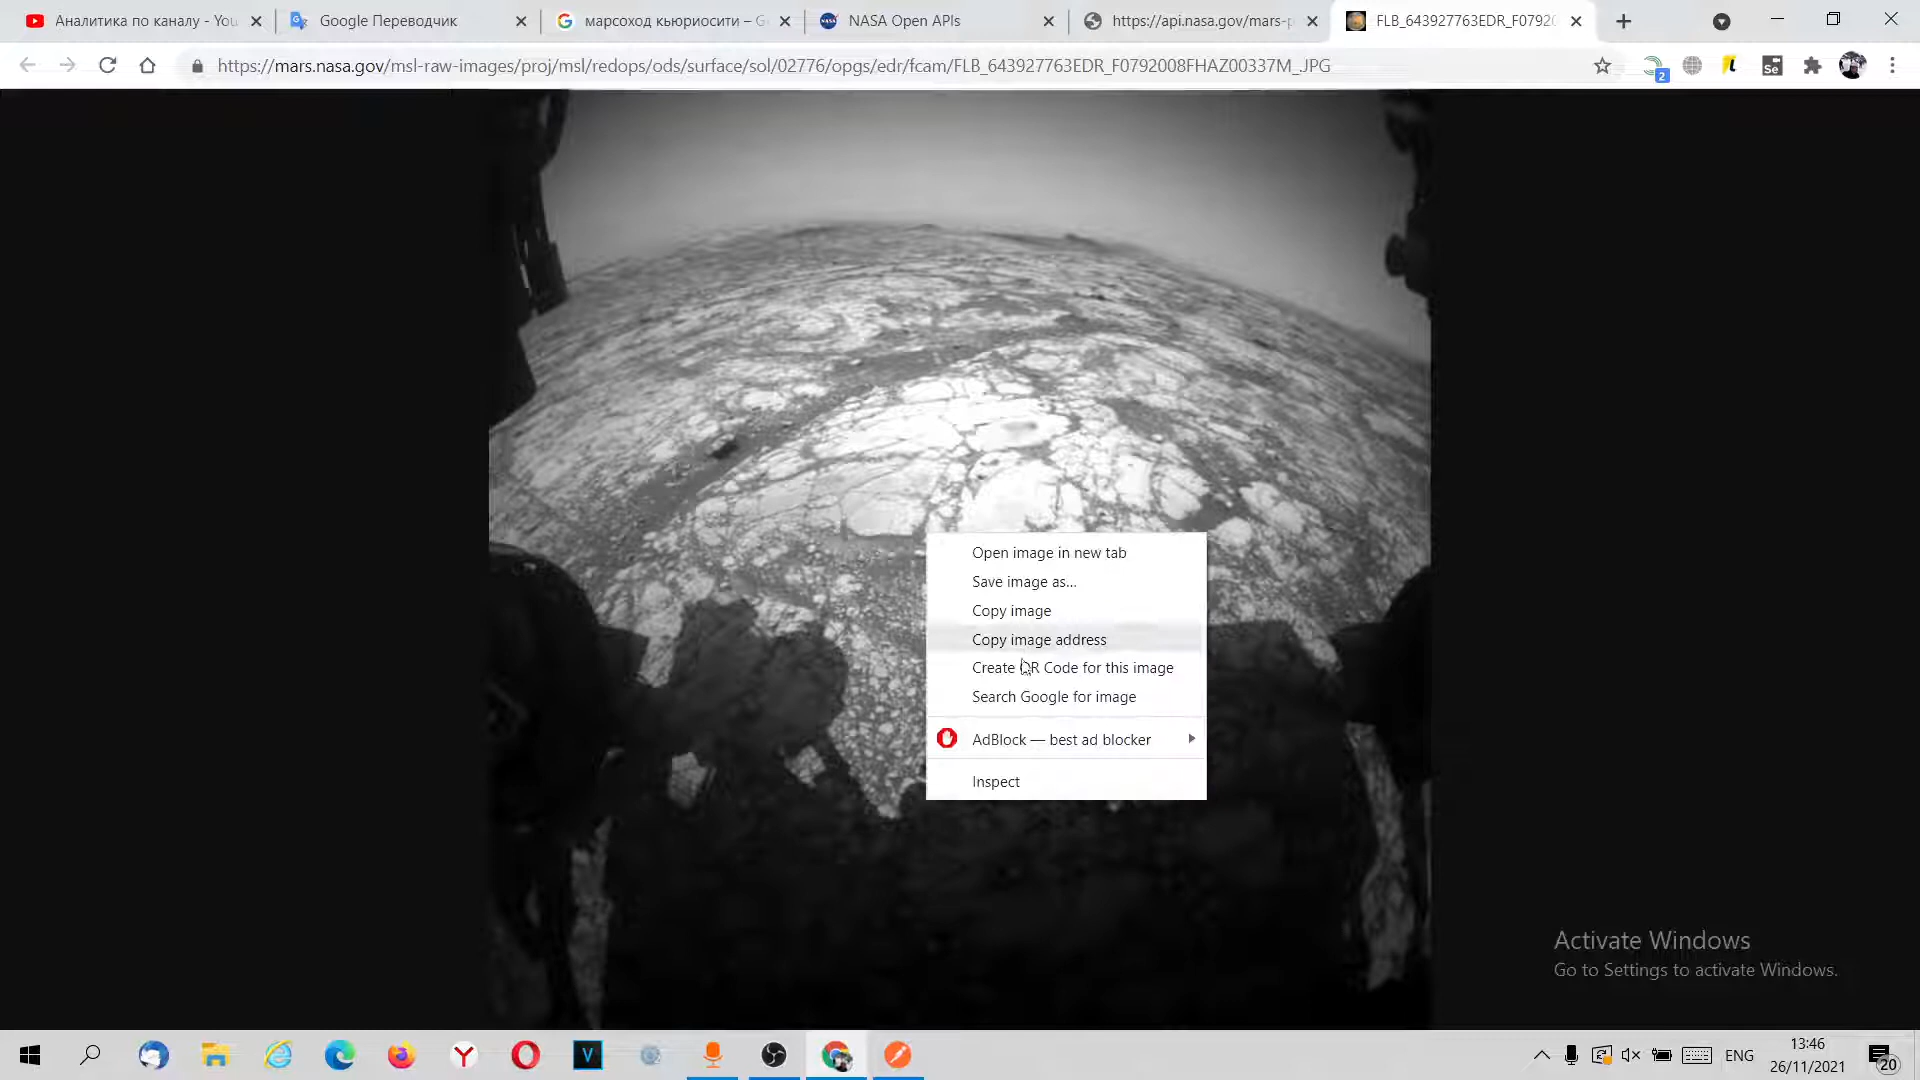 Аналитика по каналу - You
Google Переводчик
марсоход кьюриосити – G
NASA Open APIs
https://api.nasa.gov/mars-p
FLB_643927763EDR_F0792
https://mars.nasa.gov/msl-raw-images/proj/msl/redops/ods/surface/sol/02776/opgs/edr/fcam/FLB_643927763EDR_F0792008FHAZ00337M_.JPG
2
Se
Open image in new tab
Save image as...
Copy image
Copy image address
Create QR Code for this image
Search Google for image
AdBlock — best ad blocker
Inspect
Activate Windows
Go to Settings to activate Windows.
V
ENG
13:46
26/11/2021
20